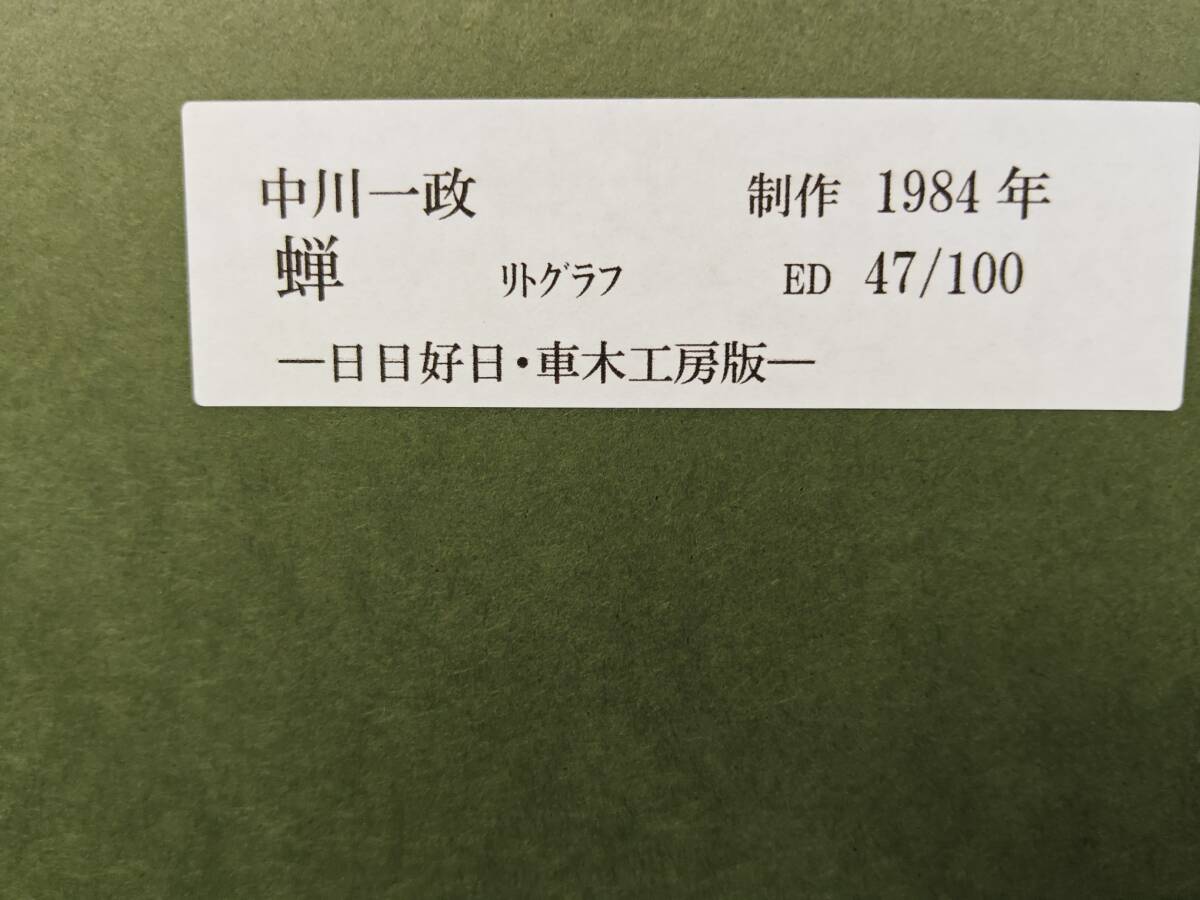 中川一政 制作 1984 年
蝉 ﾘﾄｸﾞﾗﾌ ED 47/100
―日日好日・車木工房版―